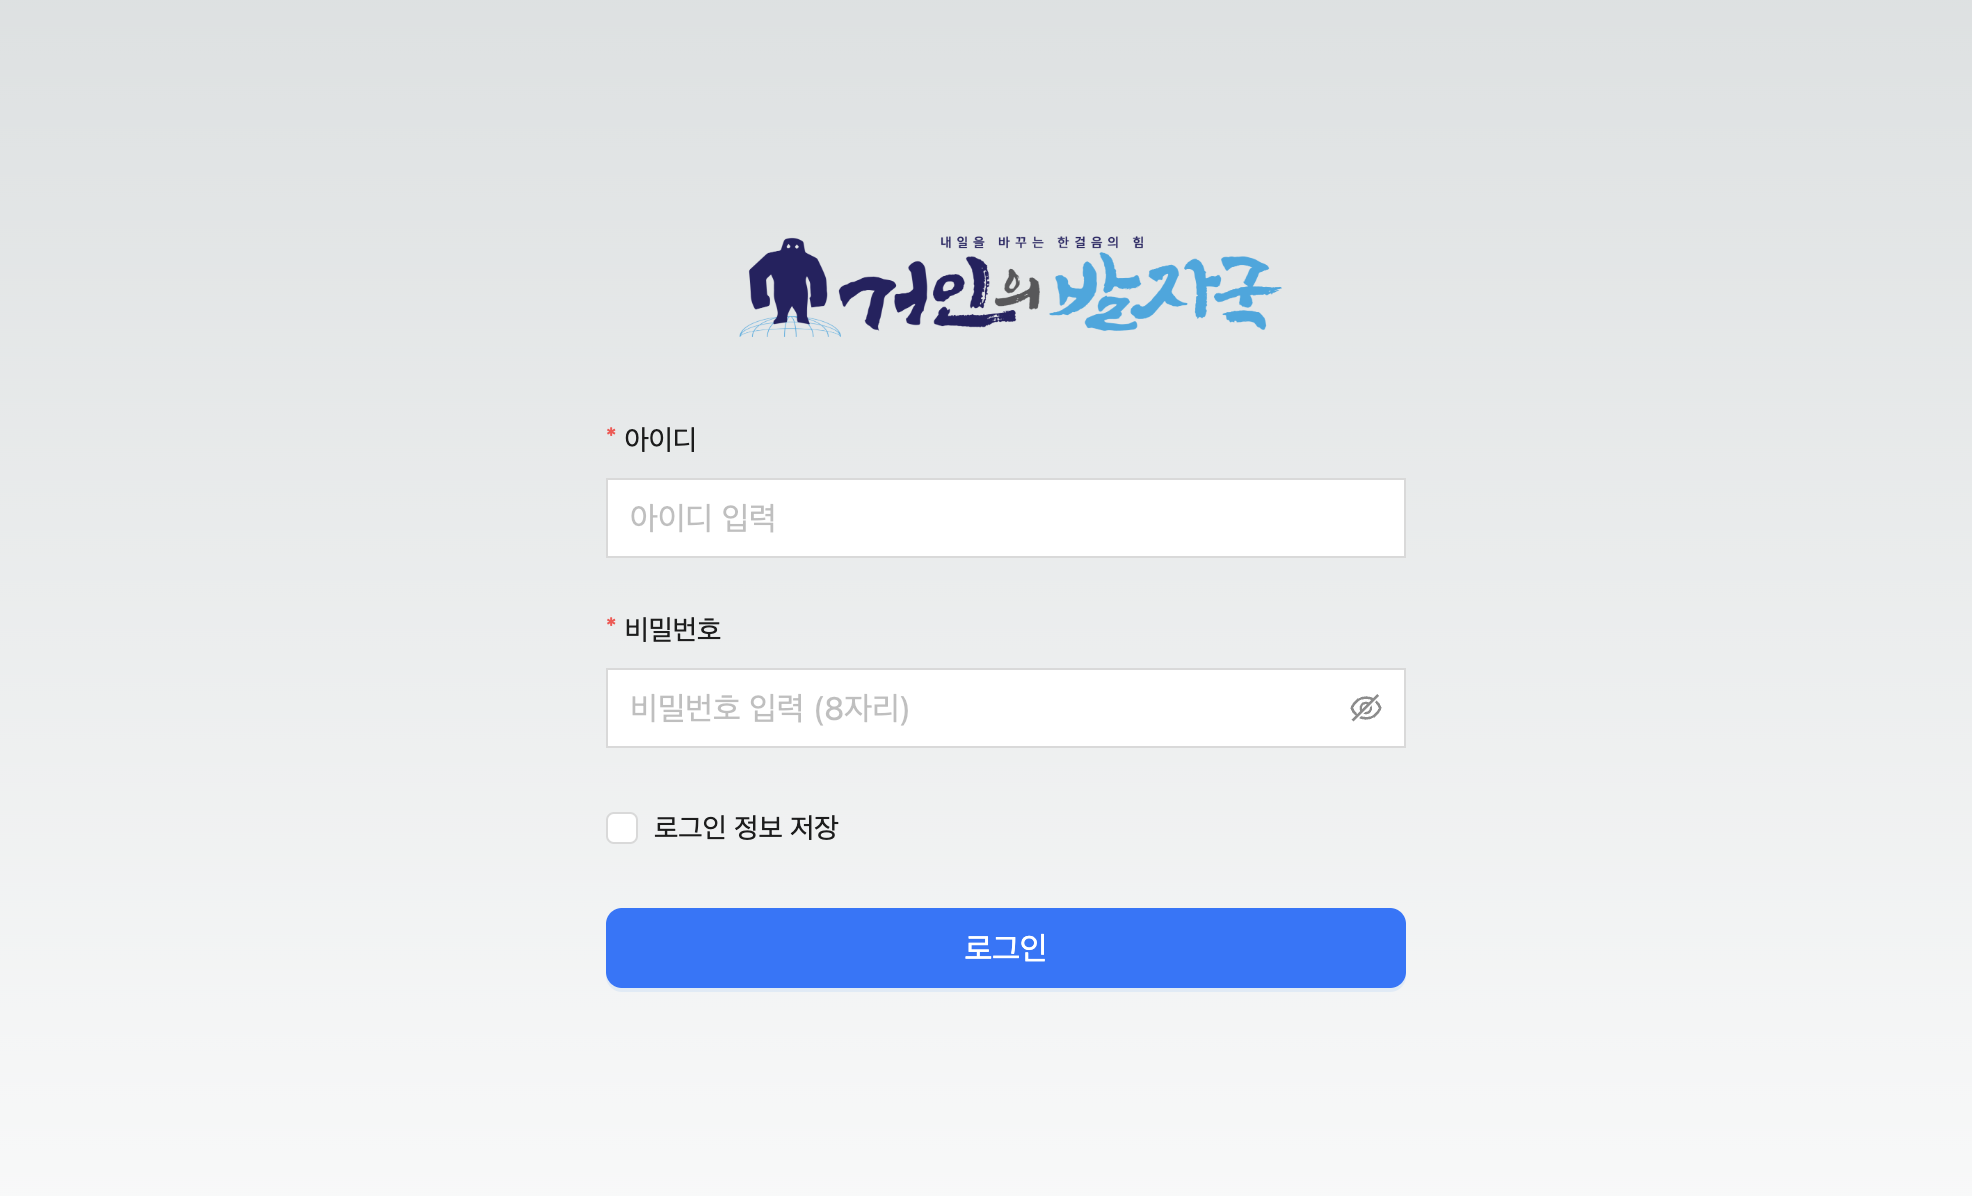 내일을 바꾸는 한걸음의 힘
거인의 발자국
* 아이디
아이디 입력
* 비밀번호
비밀번호 입력 (8자리)
로그인 정보 저장
로그인